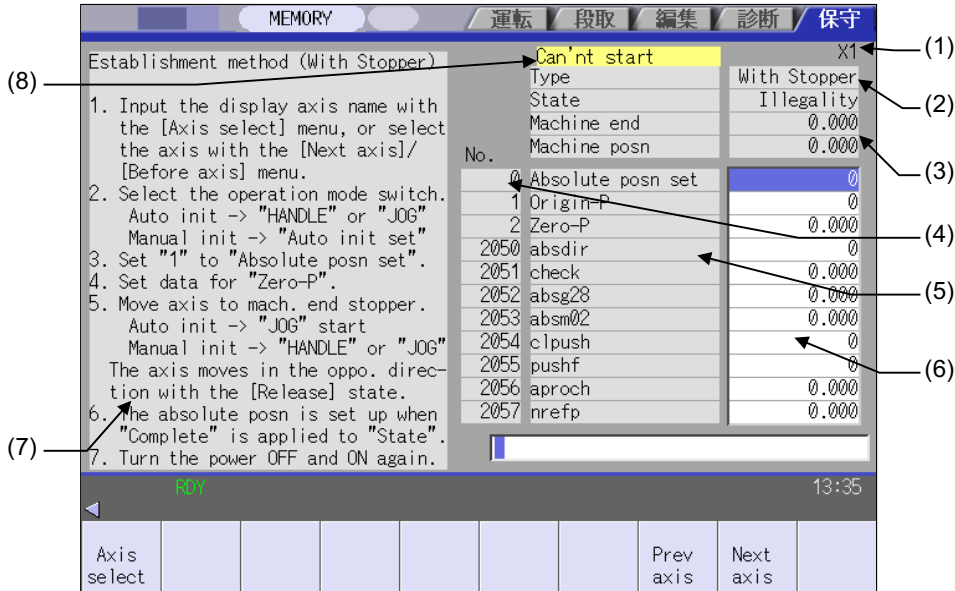 MEMORY
運転 段取 編集 診断 保守
Establishment method (With Stopper)
1. Input the display axis name with
the [Axis select] menu, or select
the axis with the [Next axis]/
[Before axis] menu.
2. Select the operation mode switch.
Auto init -> "HANDLE" or "JOG"
Manual init -> "Auto init set"
3. Set "1" to "Absolute posn set".
4. Set data for "Zero-P".
5. Move axis to mach. end stopper.
Auto init -> "JOG" start
Manual init -> "HANDLE" or "JOG"
The axis moves in the oppo. direc-
tion with the [Release] state.
6. The absolute posn is set up when
"Complete" is applied to "State".
7. Turn the power OFF and ON again.
Can'nt start X1
Type With Stopper
State Illegality
Machine end 0.000
Machine posn 0.000
No.
0 Absolute posn set 0
1 Origin-P 0
2 Zero-P 0.000
2050 absdir 0
2051 check 0.000
2052 absg28 0.000
2053 absm02 0.000
2054 clpush 0
2055 pushf 0
2056 aproch 0.000
2057 nrefp 0.000
RDY 13:35
Axis
select
Prev
axis
Next
axis
(1)
(2)
(3)
(4)
(5)
(6)
(7)
(8)